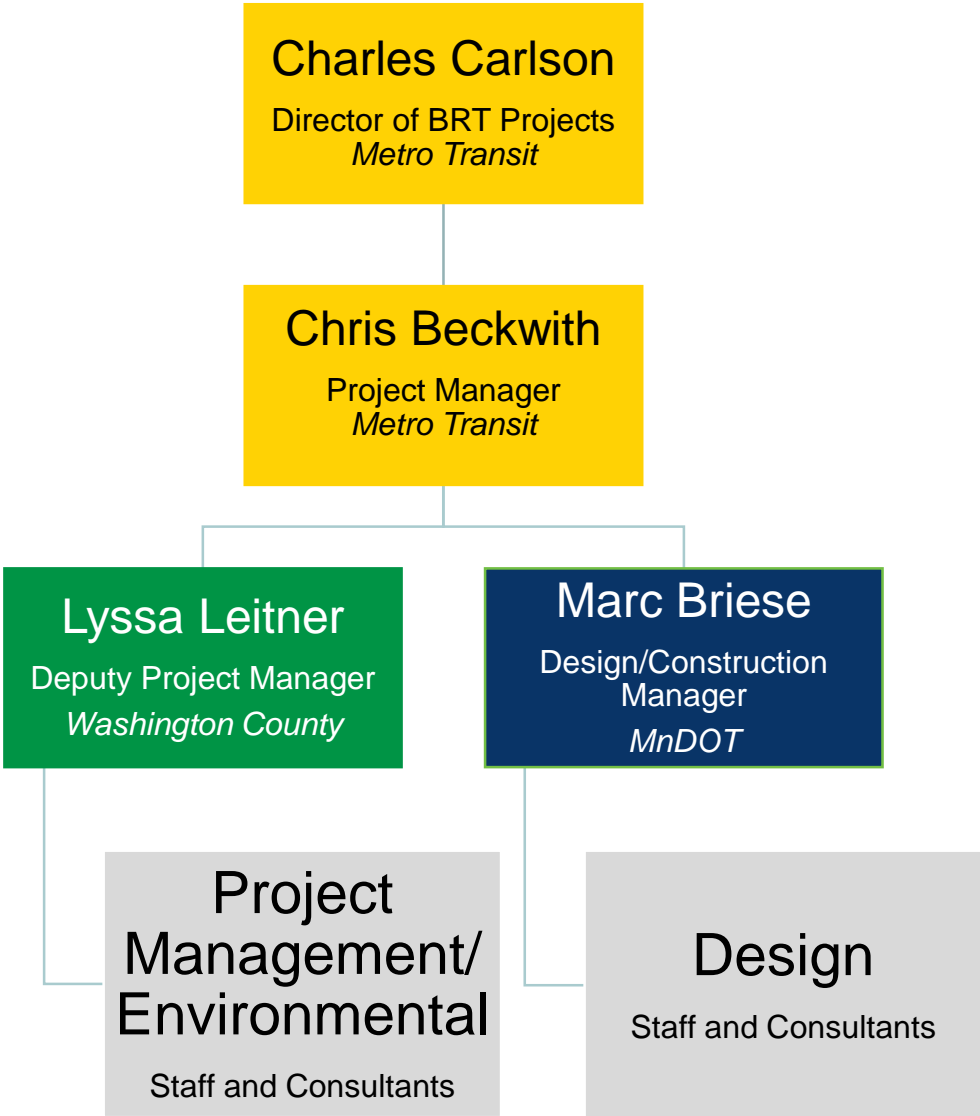 Charles Carlson
Director of BRT Projects
Metro Transit
Chris Beckwith
Project Manager
Metro Transit
Lyssa Leitner
Deputy Project Manager
Washington County
Marc Briese
Design/Construction
Manager
MnDOT
Project
Management/
Environmental
Staff and Consultants
Design
Staff and Consultants